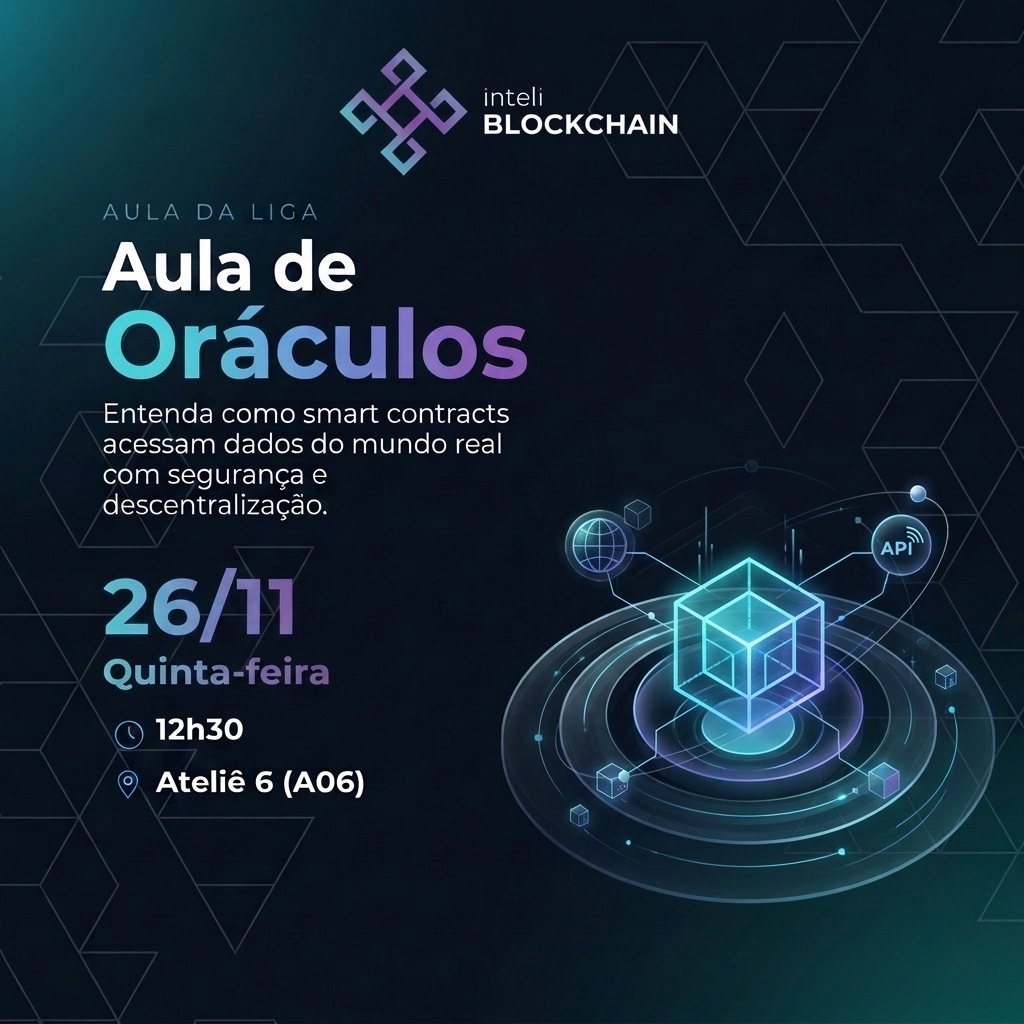 inteli
BLOCKCHAIN
AULA DA LIGA
Aula de
Oráculos
Entenda como smart contracts
acessam dados do mundo real
com segurança e
descentralização.
26/11
Quinta-feira
12h30
Ateliê 6 (A06)
API